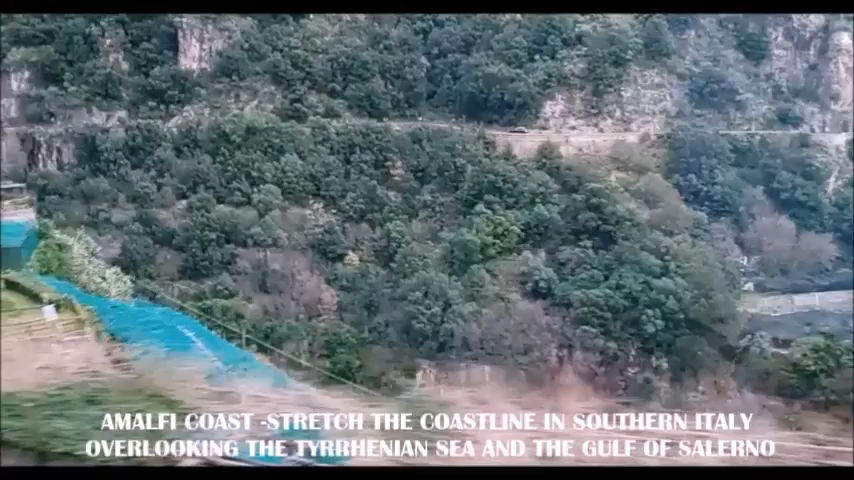 AMALFI COAST -STRETCH THE COASTLINE IN SOUTHERN ITALY
OVERLOOKING THE TYRRHENIAN SEA AND THE GULF OF SALERNO